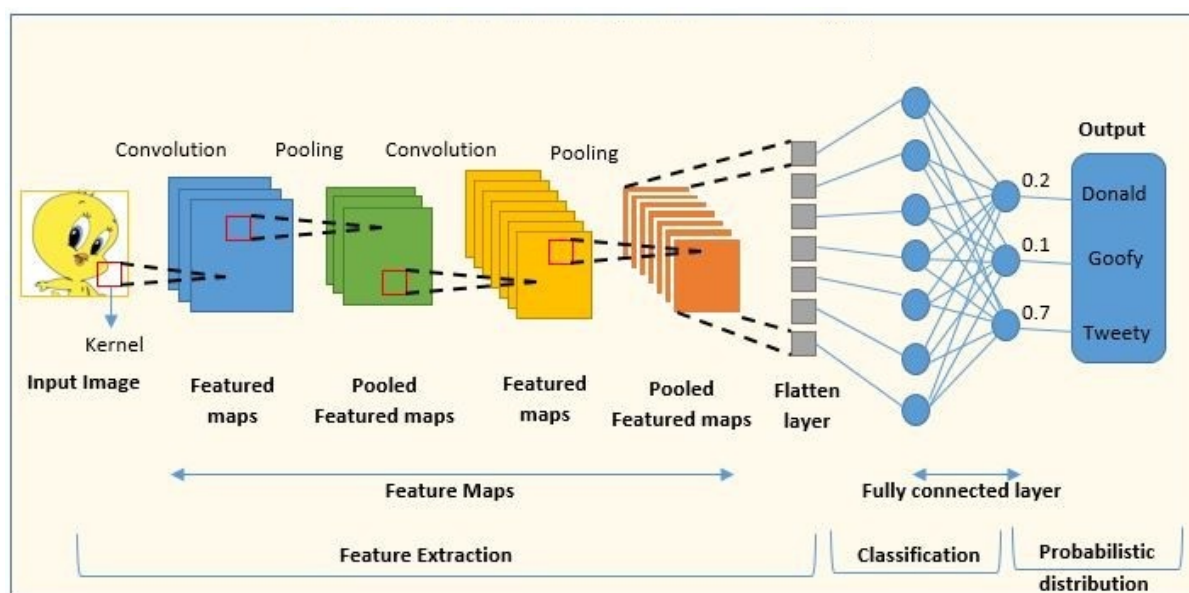 Convolution
Pooling
Convolution
Pooling
Output
0.2
Donald
0.1
Goofy
0.7
Tweety
Kernel
Input Image
Featured
maps
Pooled
Featured maps
Featured
maps
Pooled
Featured maps
Flatten
layer
Feature Maps
Fully connected layer
Feature Extraction
Classification
Probabilistic
distribution